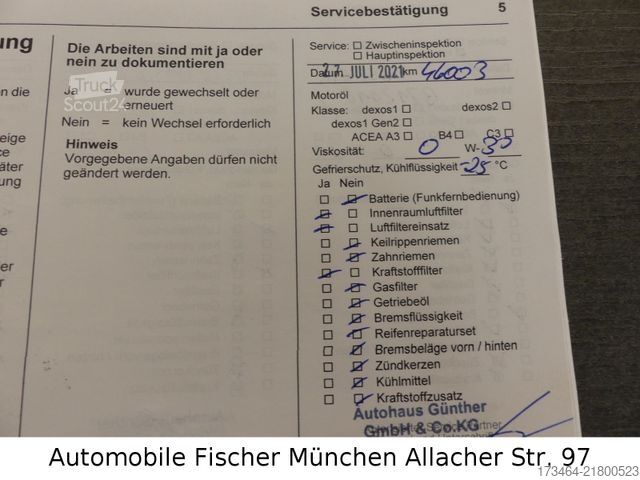 Servicebestätigung 5
ung
Die Arbeiten sind mit ja oder
nein zu dokumentieren
Ja = wurde gewechselt oder
erneuert
Nein = kein Wechsel erforderlich
Hinweis
Vorgegebene Angaben dürfen nicht
geändert werden.
Truck
Scout24
Service: Zwischeninspektion
Hauptinspektion
Datum 27. JULI 2021 km 46003
Motoröl
Klasse: dexos1 dexos2
dexos1 Gen2
ACEA A3 B4 C3
Viskosität: 0 W-30
Gefrierschutz, Kühlflüssigkeit -25 °C
Ja Nein
Batterie (Funkfernbedienung)
Innenraumluftfilter
Luftfiltereinsatz
Keilrippenriemen
Zahnriemen
Kraftstofffilter
Gasfilter
Getriebeöl
Bremsflüssigkeit
Reifenreparaturset
Bremsbeläge vorn / hinten
Zündkerzen
Kühlmittel
Kraftstoffzusatz
Autohaus Günther
GmbH & Co.KG
Automobile Fischer München Allacher Str. 97
173464-21800523